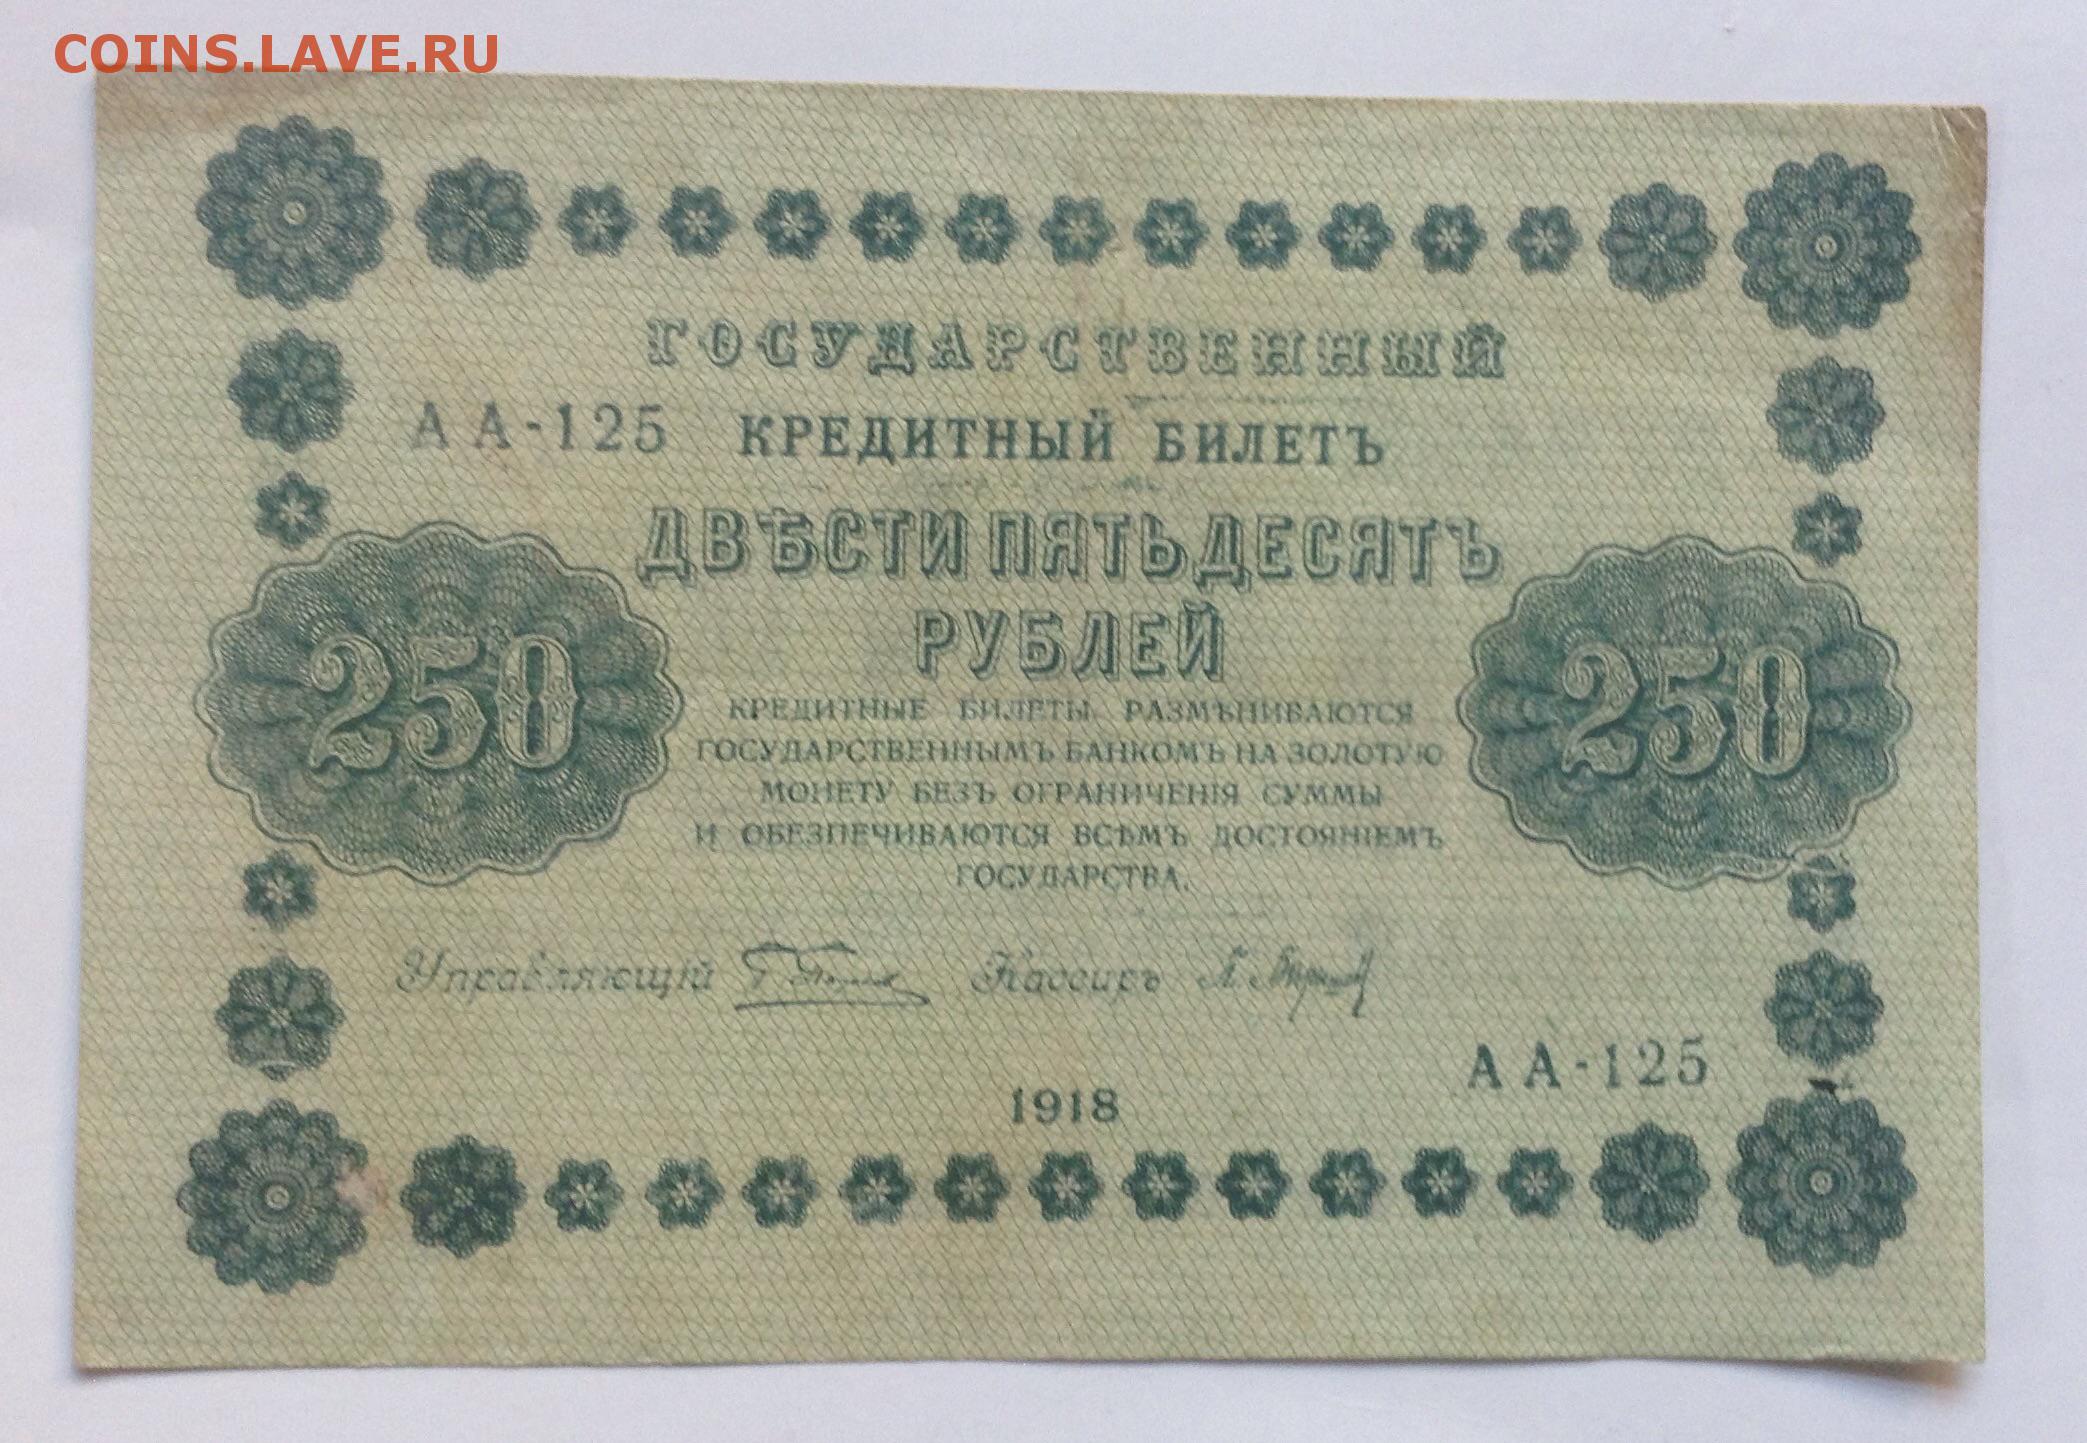 COINS.LAVE.RU
ГОСУДАРСТВЕННЫЙ
АА-125 КРЕДИТНЫЙ БИЛЕТЪ
ДВѢСТИ ПЯТЬДЕСЯТЪ
РУБЛЕЙ
250 250
КРЕДИТНЫЕ БИЛЕТЫ РАЗМѢНИВАЮТСЯ
ГОСУДАРСТВЕННЫМЪ БАНКОМЪ НА ЗОЛОТУЮ
МОНЕТУ БЕЗЪ ОГРАНИЧЕНІЯ СУММЫ
И ОБЕЗПЕЧИВАЮТСЯ ВСѢМЪ ДОСТОЯНІЕМЪ
ГОСУДАРСТВА.
Управляющій Кассиръ
АА-125
1918